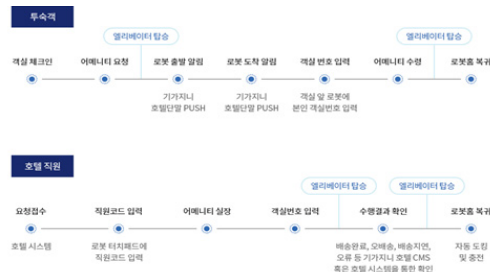 투숙객
엘리베이터 탑승
엘리베이터 탑승
객실 체크인
어메니티 요청
로봇 출발 알림
로봇 도착 알림
객실 번호 입력
어메니티 수령
로봇홈 복귀
기가지니
호텔단말 PUSH
기가지니
호텔단말 PUSH
객실 앞 로봇에
본인 객실번호 입력
호텔 직원
엘리베이터 탑승
엘리베이터 탑승
요청접수
직원코드 입력
어메니티 실장
객실번호 입력
수행결과 확인
로봇홈 복귀
호텔 시스템
로봇 터치패드에
직원코드 입력
배송완료, 오배송, 배송지연,
오류 등 기가지니 호텔 CMS
혹은 호텔 시스템을 통한 확인
자동 도킹
및 충전